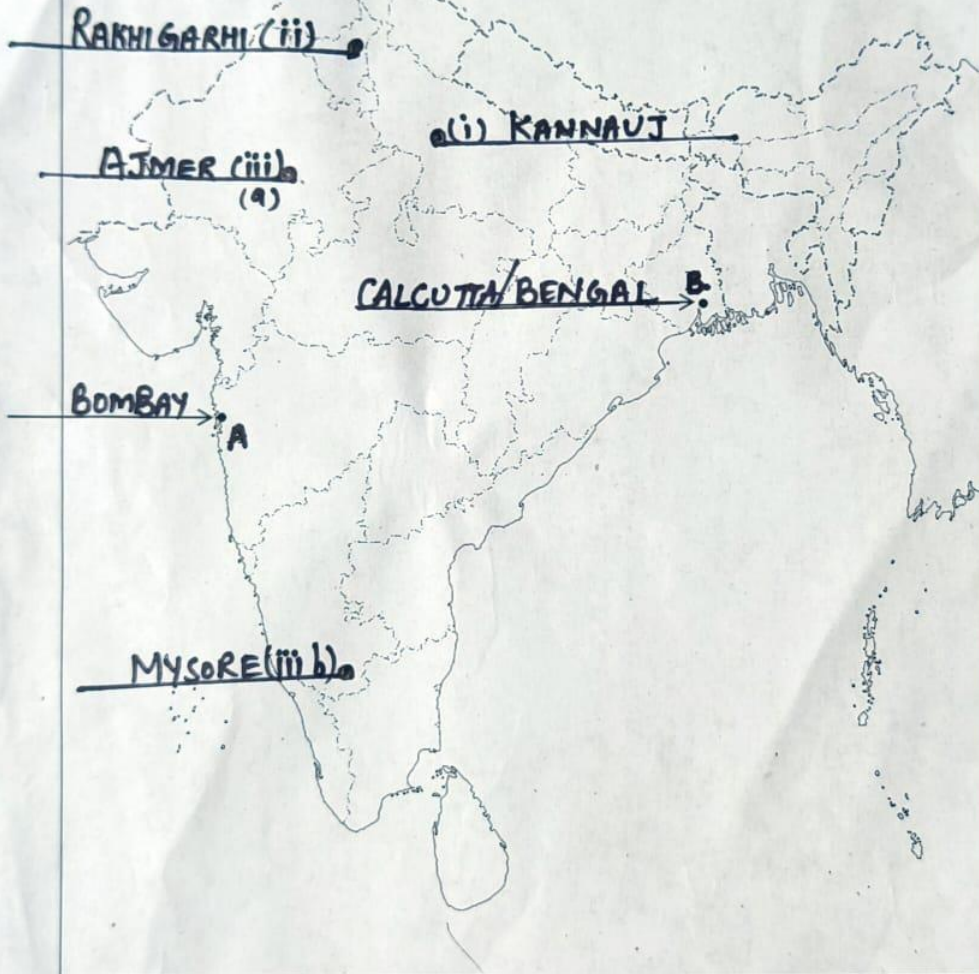 RAKHIGARHI (ii)
(i) KANNAUJ
AJMER (iii)
(a)
CALCUTTA/BENGAL
B.
BOMBAY
A
MYSORE (iii b)